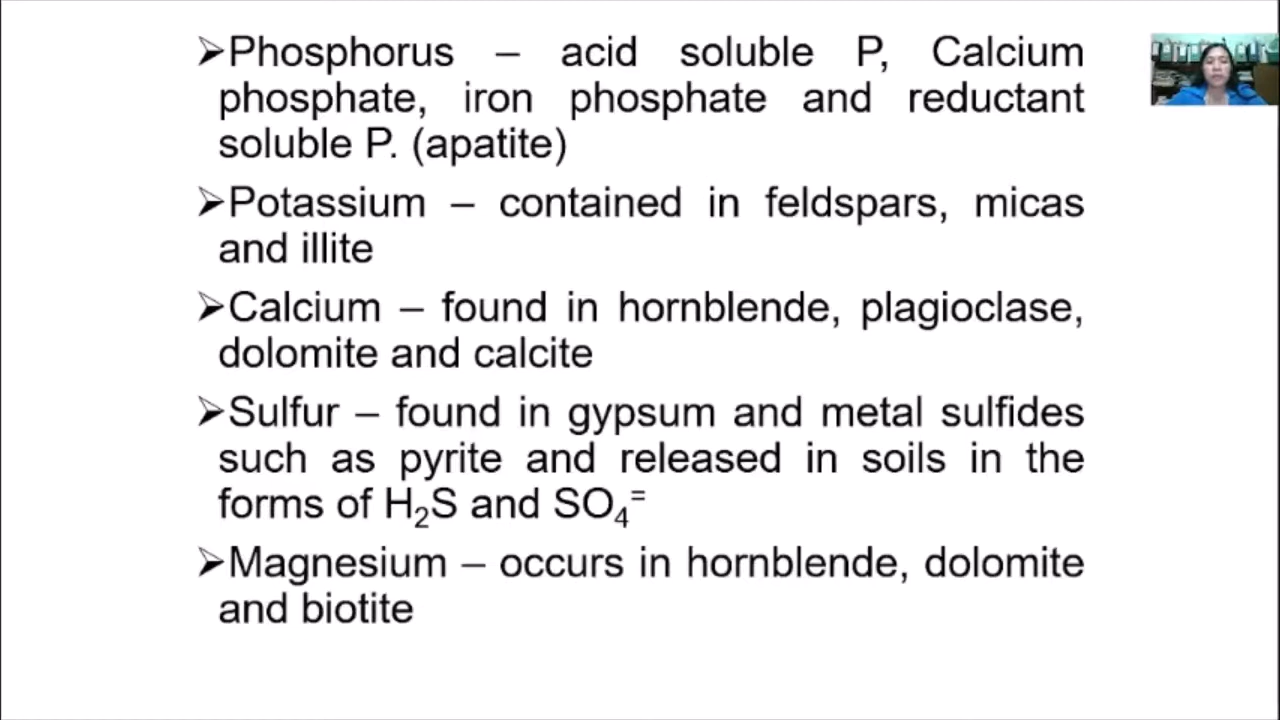 ➢Phosphorus – acid soluble P, Calcium
phosphate, iron phosphate and reductant
soluble P. (apatite)
➢Potassium – contained in feldspars, micas
and illite
➢Calcium – found in hornblende, plagioclase,
dolomite and calcite
➢Sulfur – found in gypsum and metal sulfides
such as pyrite and released in soils in the
forms of H₂S and SO₄⁼
➢Magnesium – occurs in hornblende, dolomite
and biotite